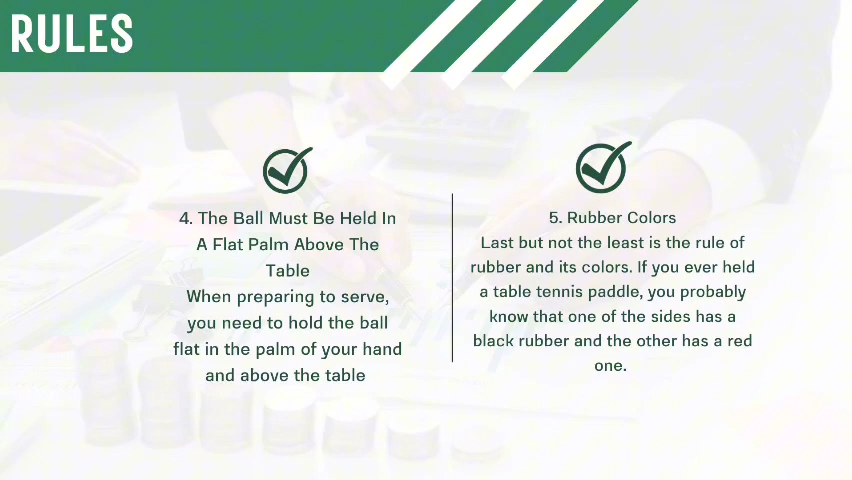 RULES
4. The Ball Must Be Held In
A Flat Palm Above The
Table
When preparing to serve,
you need to hold the ball
flat in the palm of your hand
and above the table
5. Rubber Colors
Last but not the least is the rule of
rubber and its colors. If you ever held
a table tennis paddle, you probably
know that one of the sides has a
black rubber and the other has a red
one.